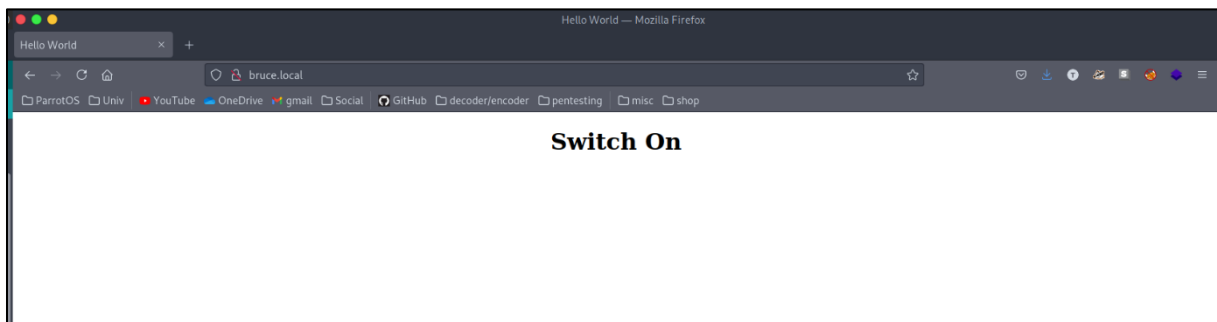 Hello World — Mozilla Firefox
Hello World
bruce.local
ParrotOS Univ YouTube OneDrive gmail Social GitHub decoder/encoder pentesting misc shop
Switch On